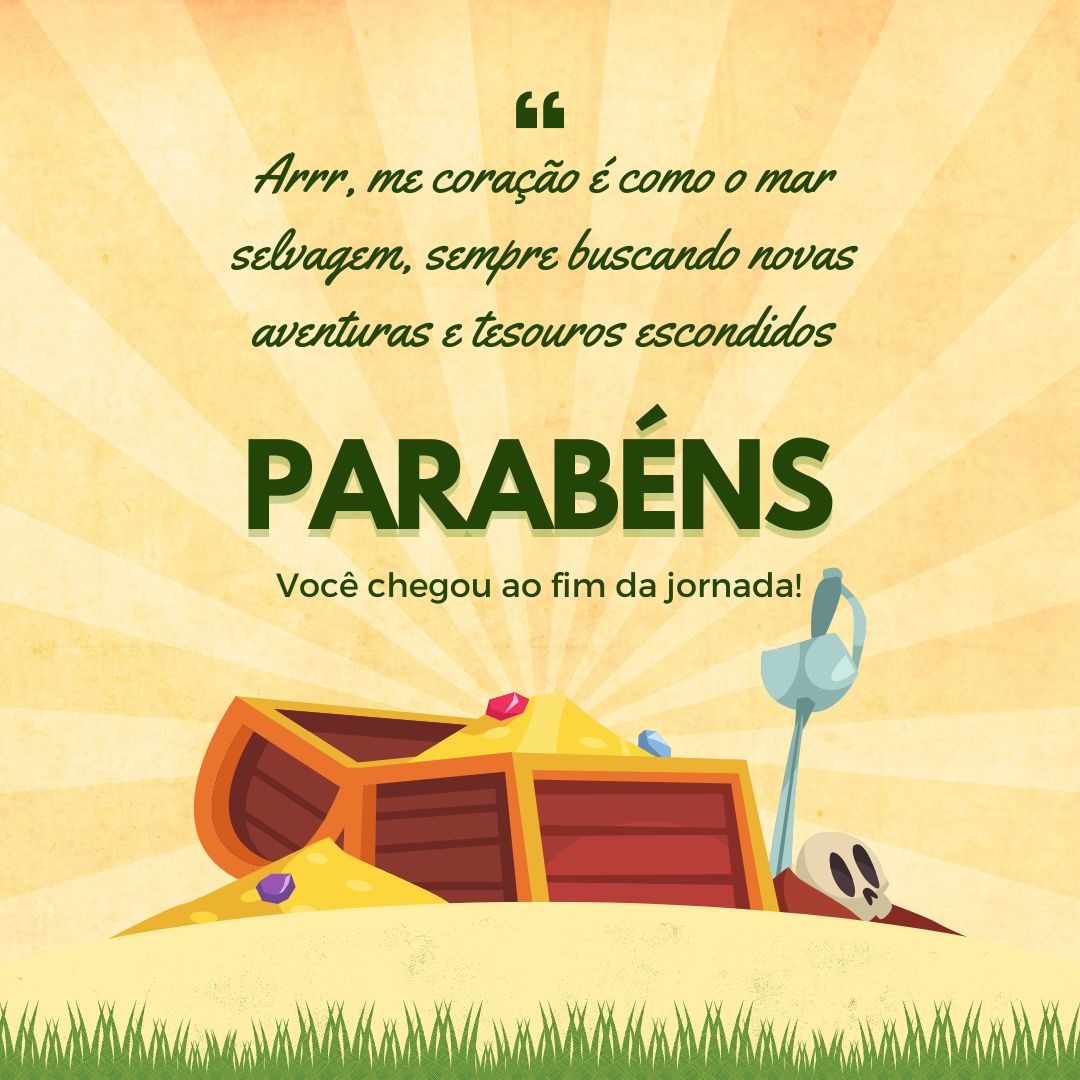 “
Arrr, me coração é como o mar
selvagem, sempre buscando novas
aventuras e tesouros escondidos
PARABÉNS
Você chegou ao fim da jornada!